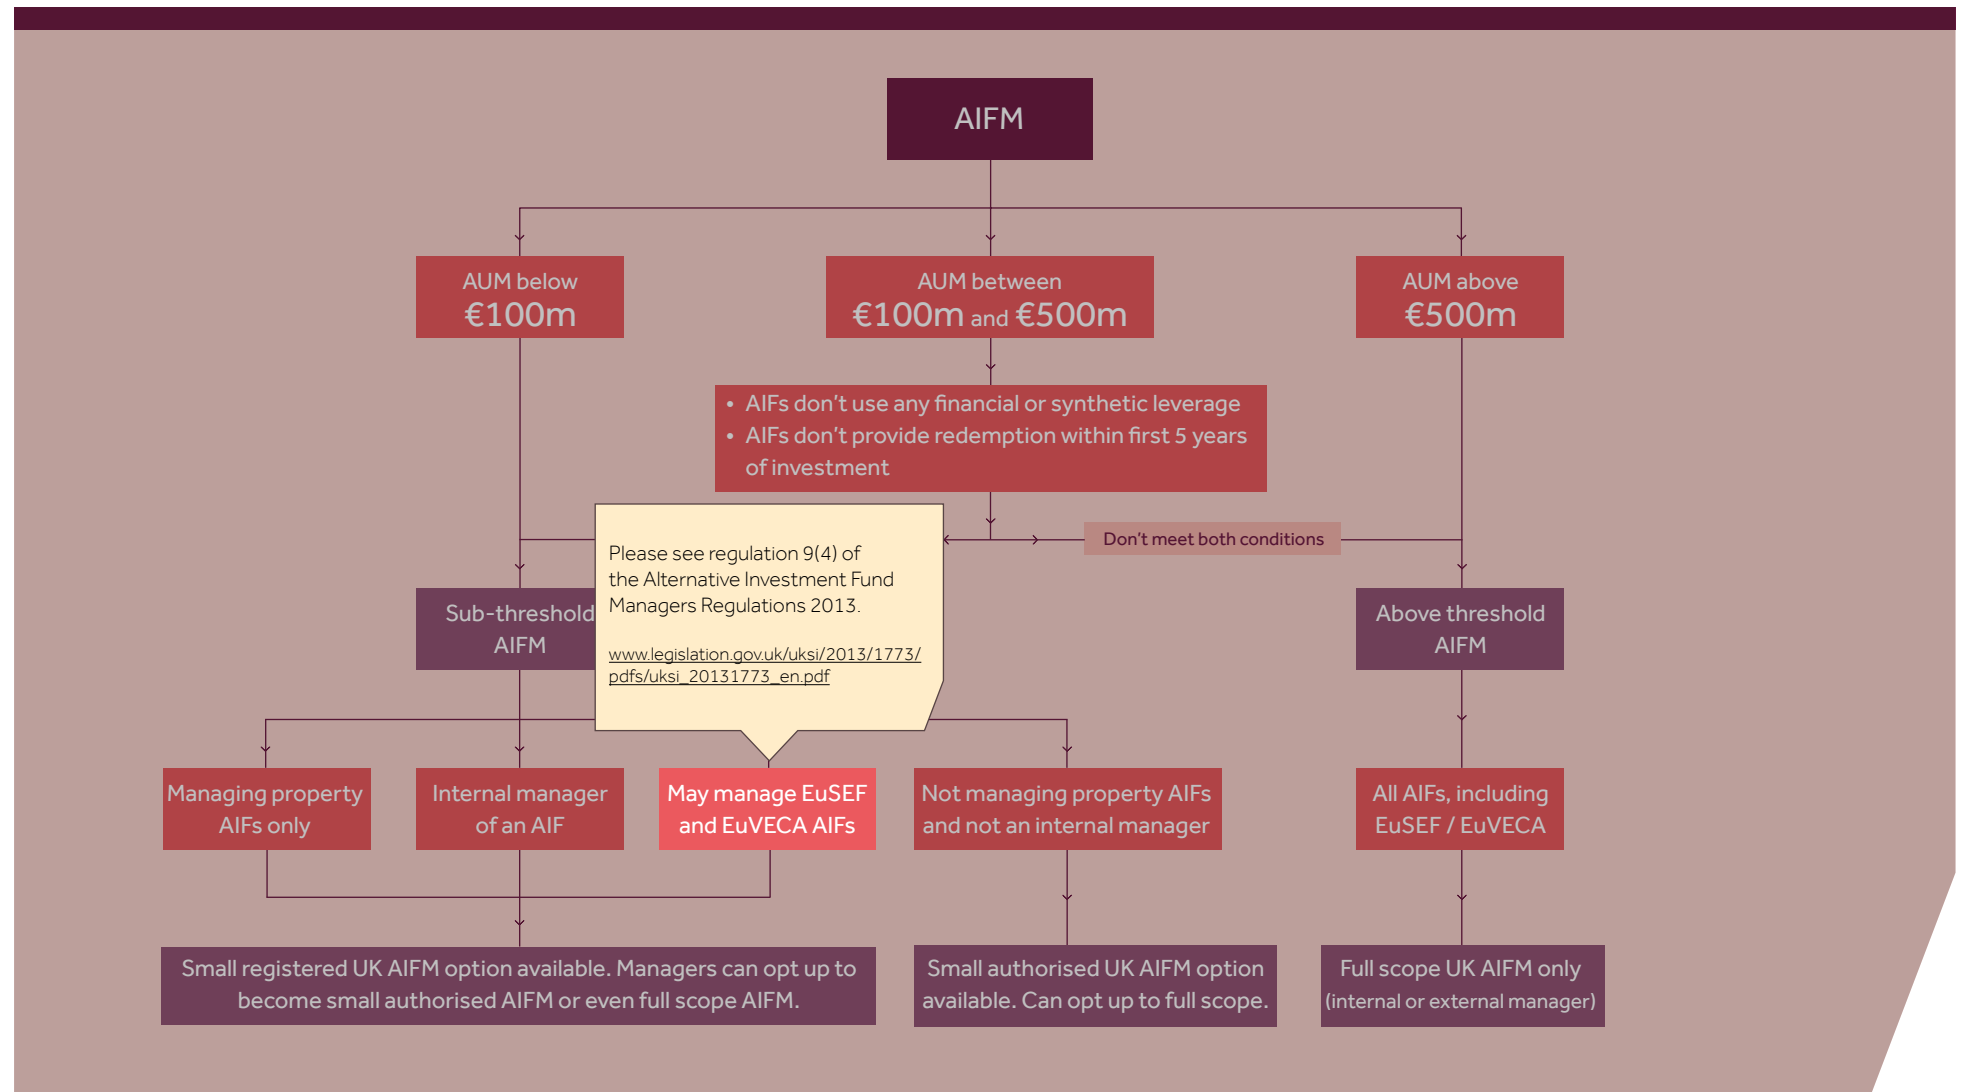 AIFM
AUM below
€100m
AUM between
€100m and €500m
AUM above
€500m
• AIFs don't use any financial or synthetic leverage
• AIFs don't provide redemption within first 5 years
of investment
Don't meet both conditions
Please see regulation 9(4) of
the Alternative Investment Fund
Managers Regulations 2013.
www.legislation.gov.uk/uksi/2013/1773/
pdfs/uksi_20131773_en.pdf
Sub-threshold
AIFM
Above threshold
AIFM
Managing property
AIFs only
Internal manager
of an AIF
May manage EuSEF
and EuVECA AIFs
Not managing property AIFs
and not an internal manager
All AIFs, including
EuSEF / EuVECA
Small registered UK AIFM option available. Managers can opt up to
become small authorised AIFM or even full scope AIFM.
Small authorised UK AIFM option
available. Can opt up to full scope.
Full scope UK AIFM only
(internal or external manager)